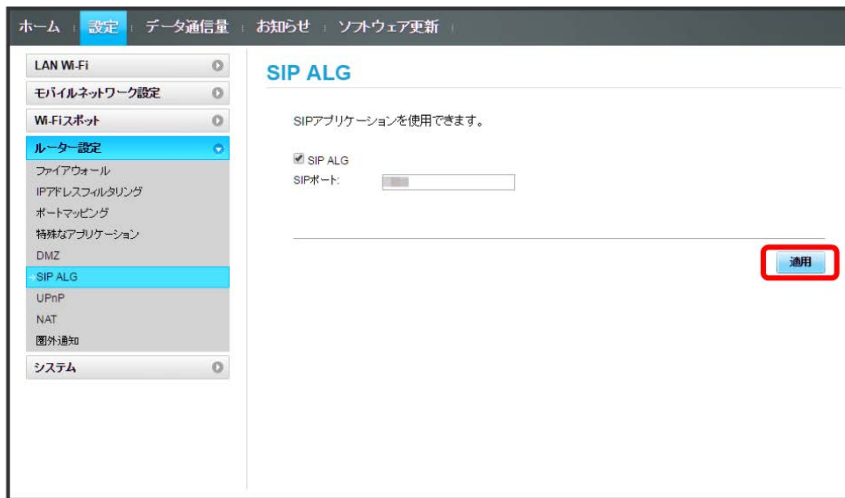 ホーム 設定 データ通信量 お知らせ ソフトウェア更新
LAN Wi-Fi
モバイルネットワーク設定
Wi-Fiスポット
ルーター設定
ファイアウォール
IPアドレスフィルタリング
ポートマッピング
特殊なアプリケーション
DMZ
SIP ALG
UPnP
NAT
圏外通知
システム
SIP ALG
SIPアプリケーションを使用できます。
SIP ALG
SIPポート:
適用